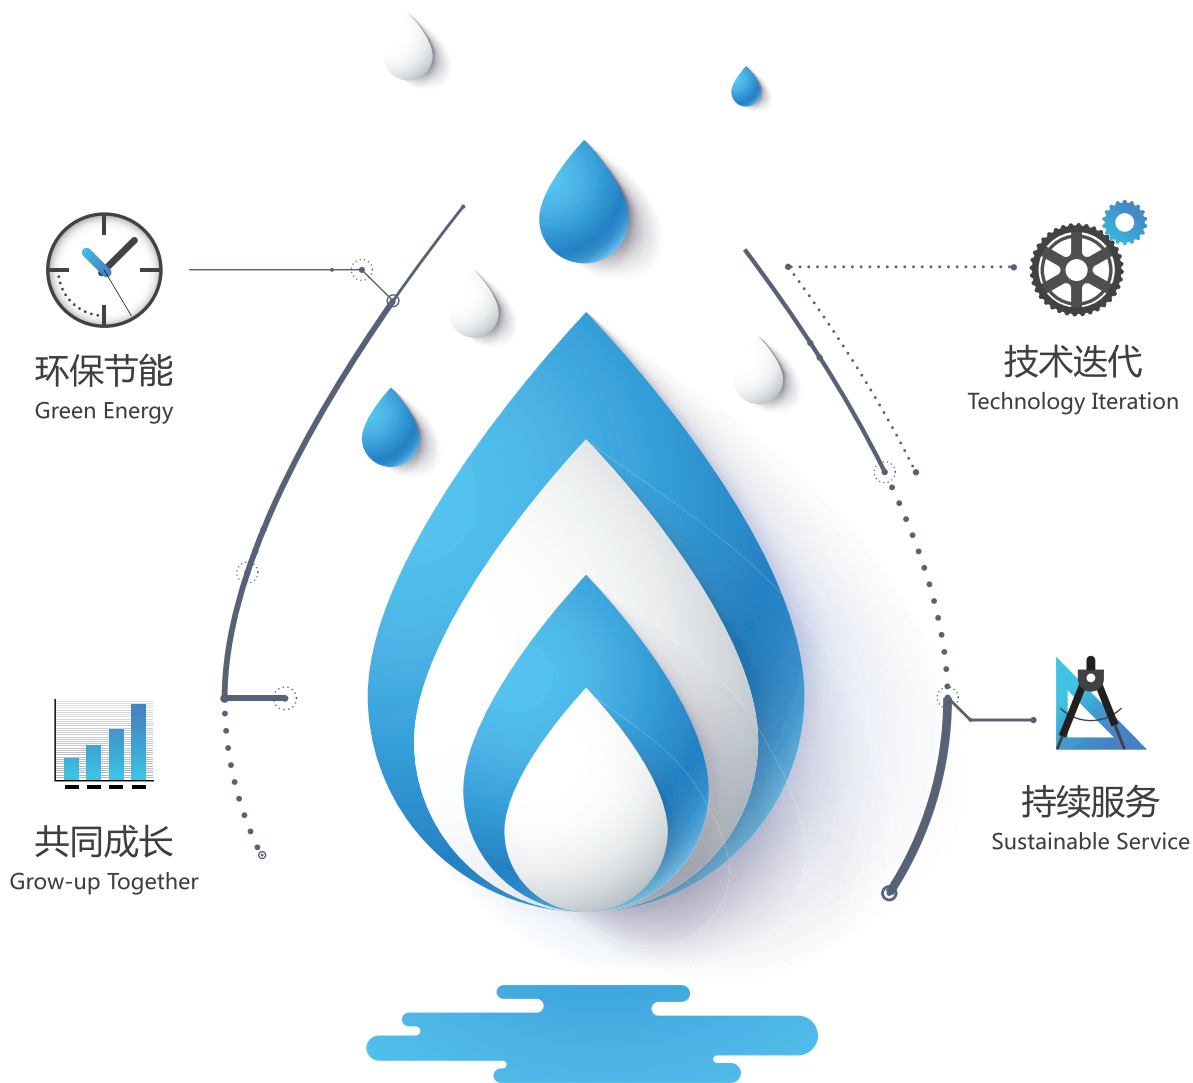 环保节能
Green Energy
技术迭代
Technology Iteration
共同成长
Grow-up Together
持续服务
Sustainable Service